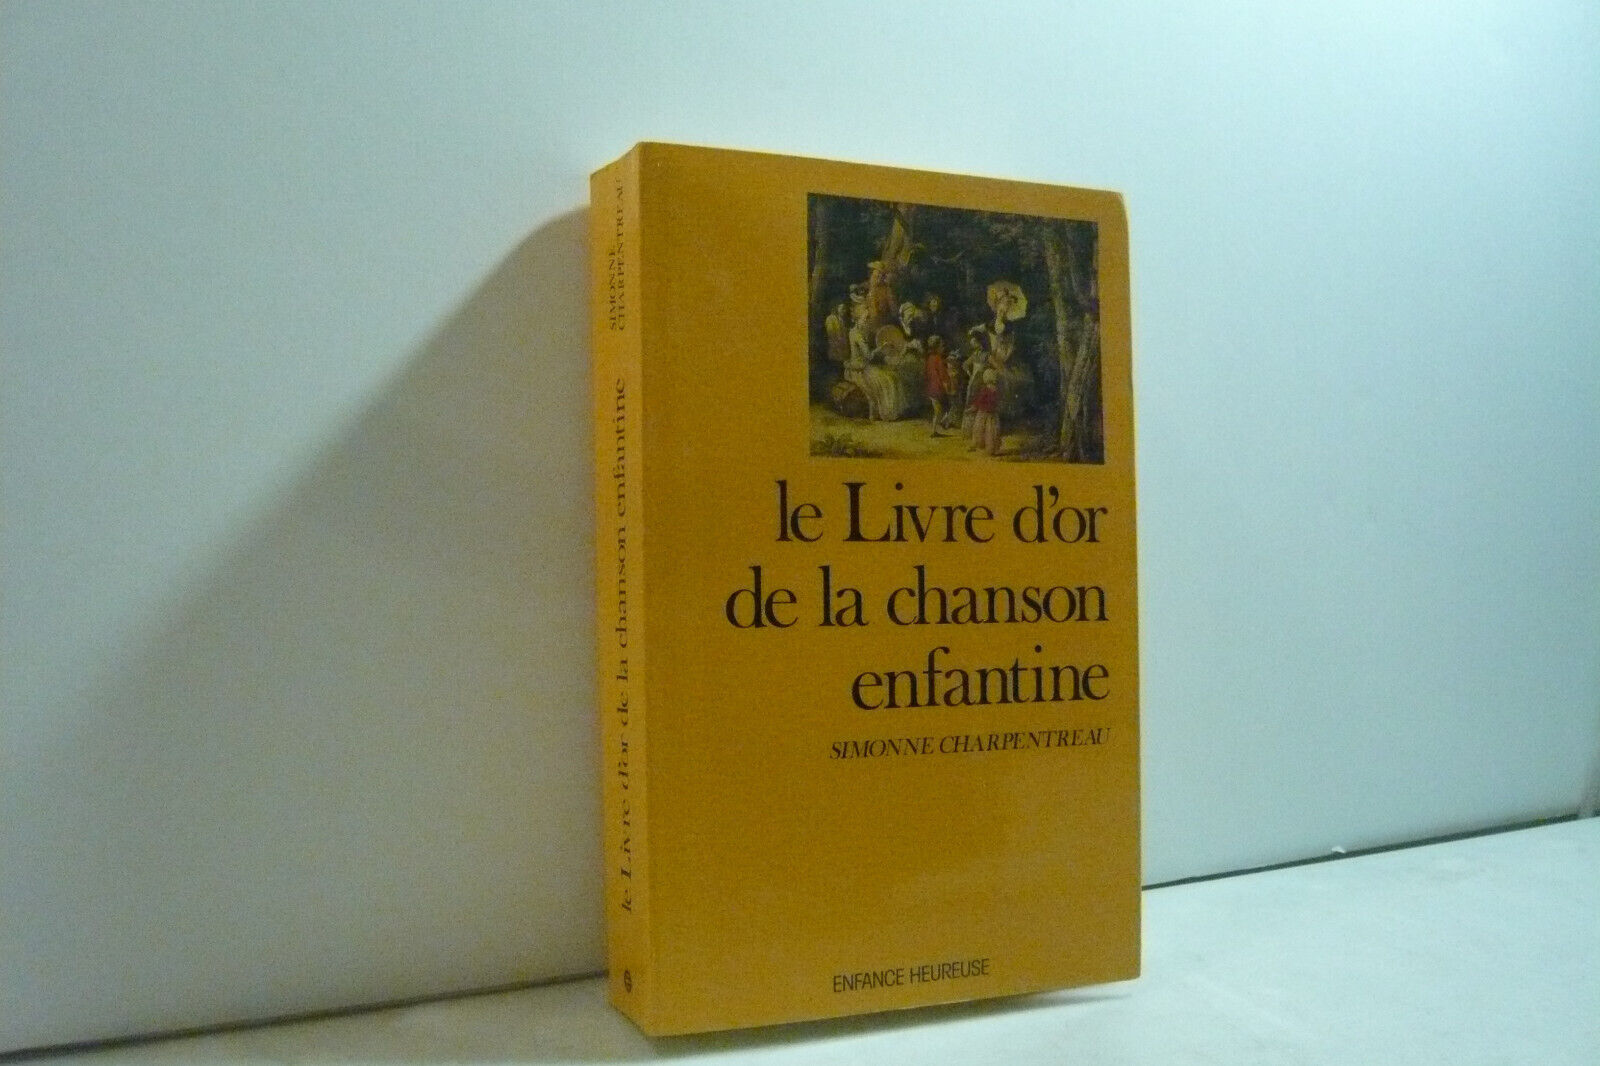 SIMONNE
CHARPENTREAU
le Livre d'or de la chanson enfantine
le Livre d'or
de la chanson
enfantine
SIMONNE CHARPENTREAU
ENFANCE HEUREUSE